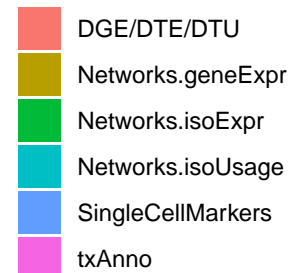 DGE/DTE/DTU
Networks.geneExpr
Networks.isoExpr
Networks.isoUsage
SingleCellMarkers
txAnno